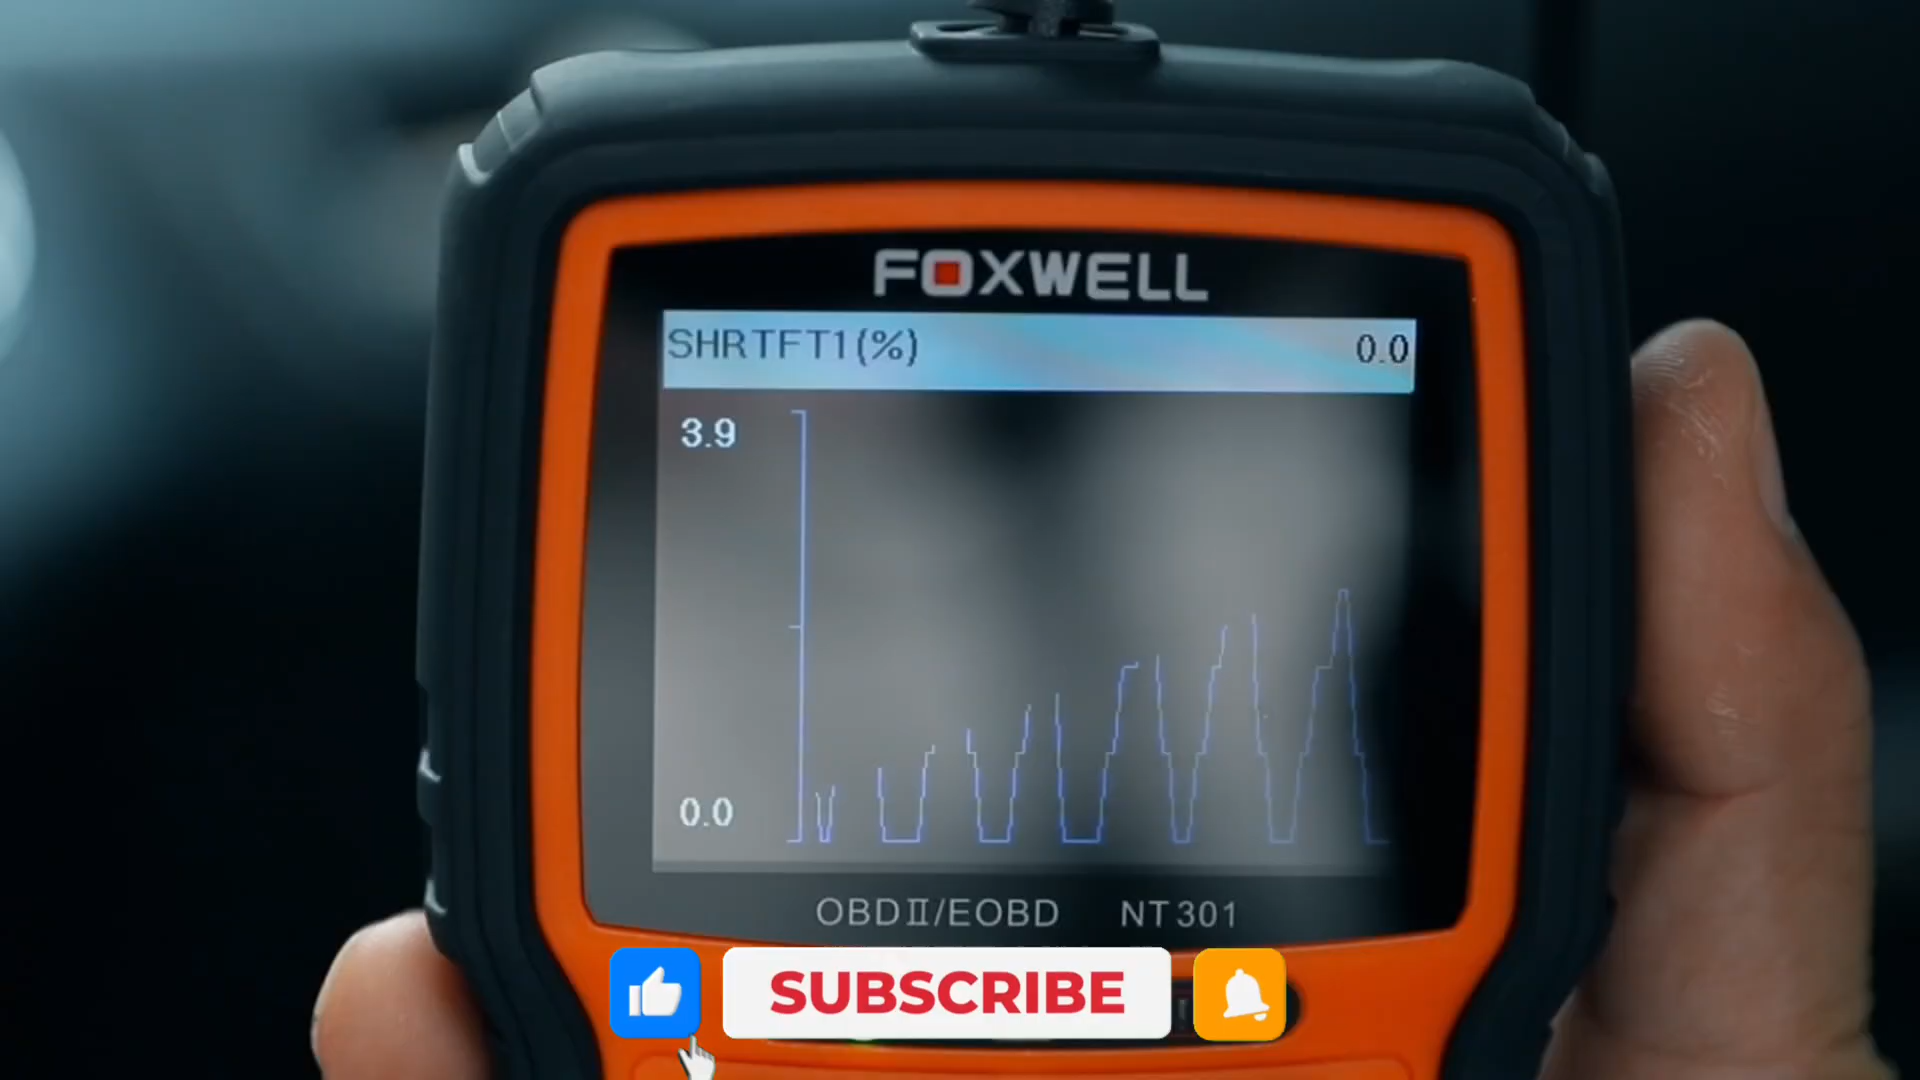 FOXWELL
SHRTFT1(%) 0.0
3.9
0.0
OBDII/EOBD NT301
SUBSCRIBE